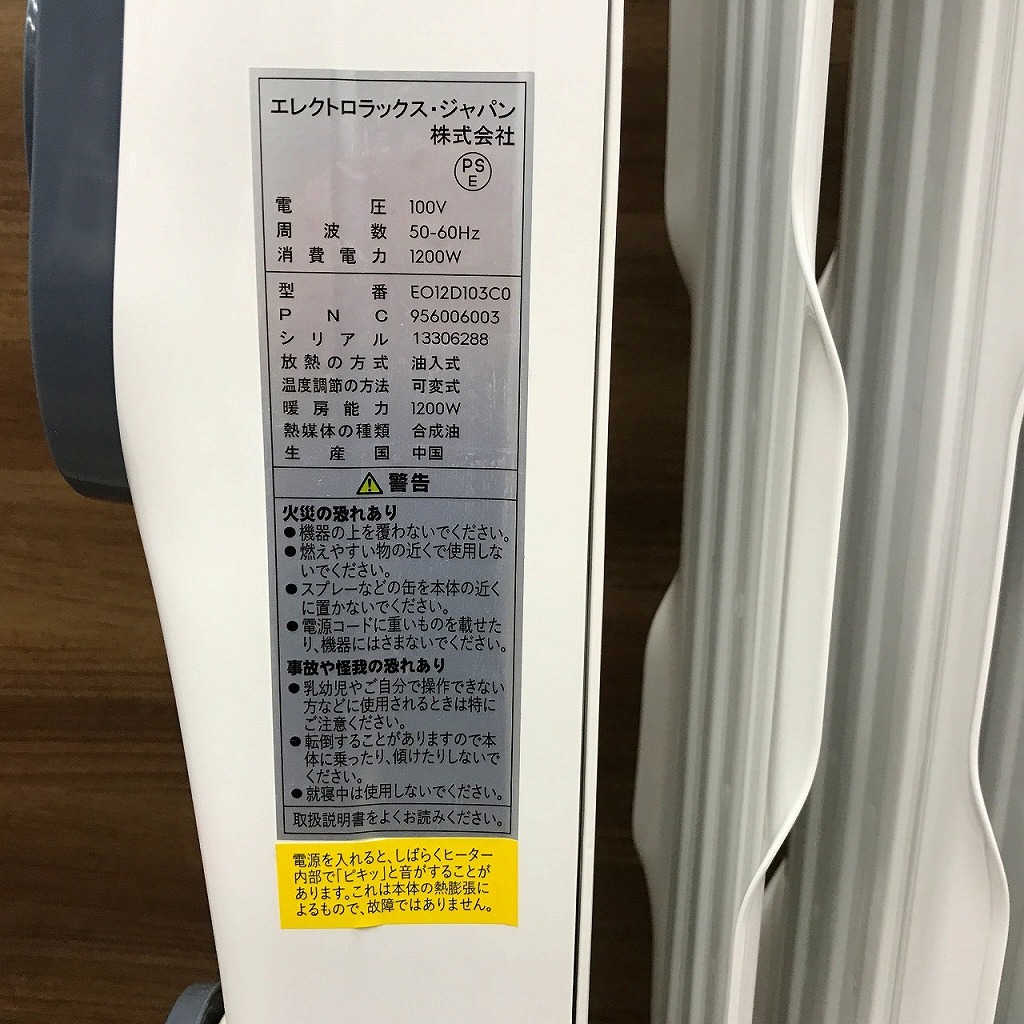 エレクトロラックス・ジャパン
株式会社
PS
E
電圧 100V
周波数 50-60Hz
消費電力 1200W
型番 EO12D103C0
PNC 956006003
シリアル 13306288
放熱の方式 油入式
温度調節の方法 可変式
暖房能力 1200W
熱媒体の種類 合成油
生産国 中国
警告
火災の恐れあり
●機器の上を覆わないでください。
●燃えやすい物の近くで使用しな
いでください。
●スプレーなどの缶を本体の近く
に置かないでください。
●電源コードに重いものを載せた
り、機器にはさまないでください。
事故や怪我の恐れあり
●乳幼児やご自分で操作できない
方などに使用されるときは特に
ご注意ください。
●転倒することがありますので本
体に乗ったり、傾けたりしないで
ください。
●就寝中は使用しないでください。
取扱説明書をよくお読みください。
電源を入れると、しばらくヒーター
内部で「ピキッ」と音がすることが
あります。これは本体の熱膨張に
よるもので、故障ではありません。